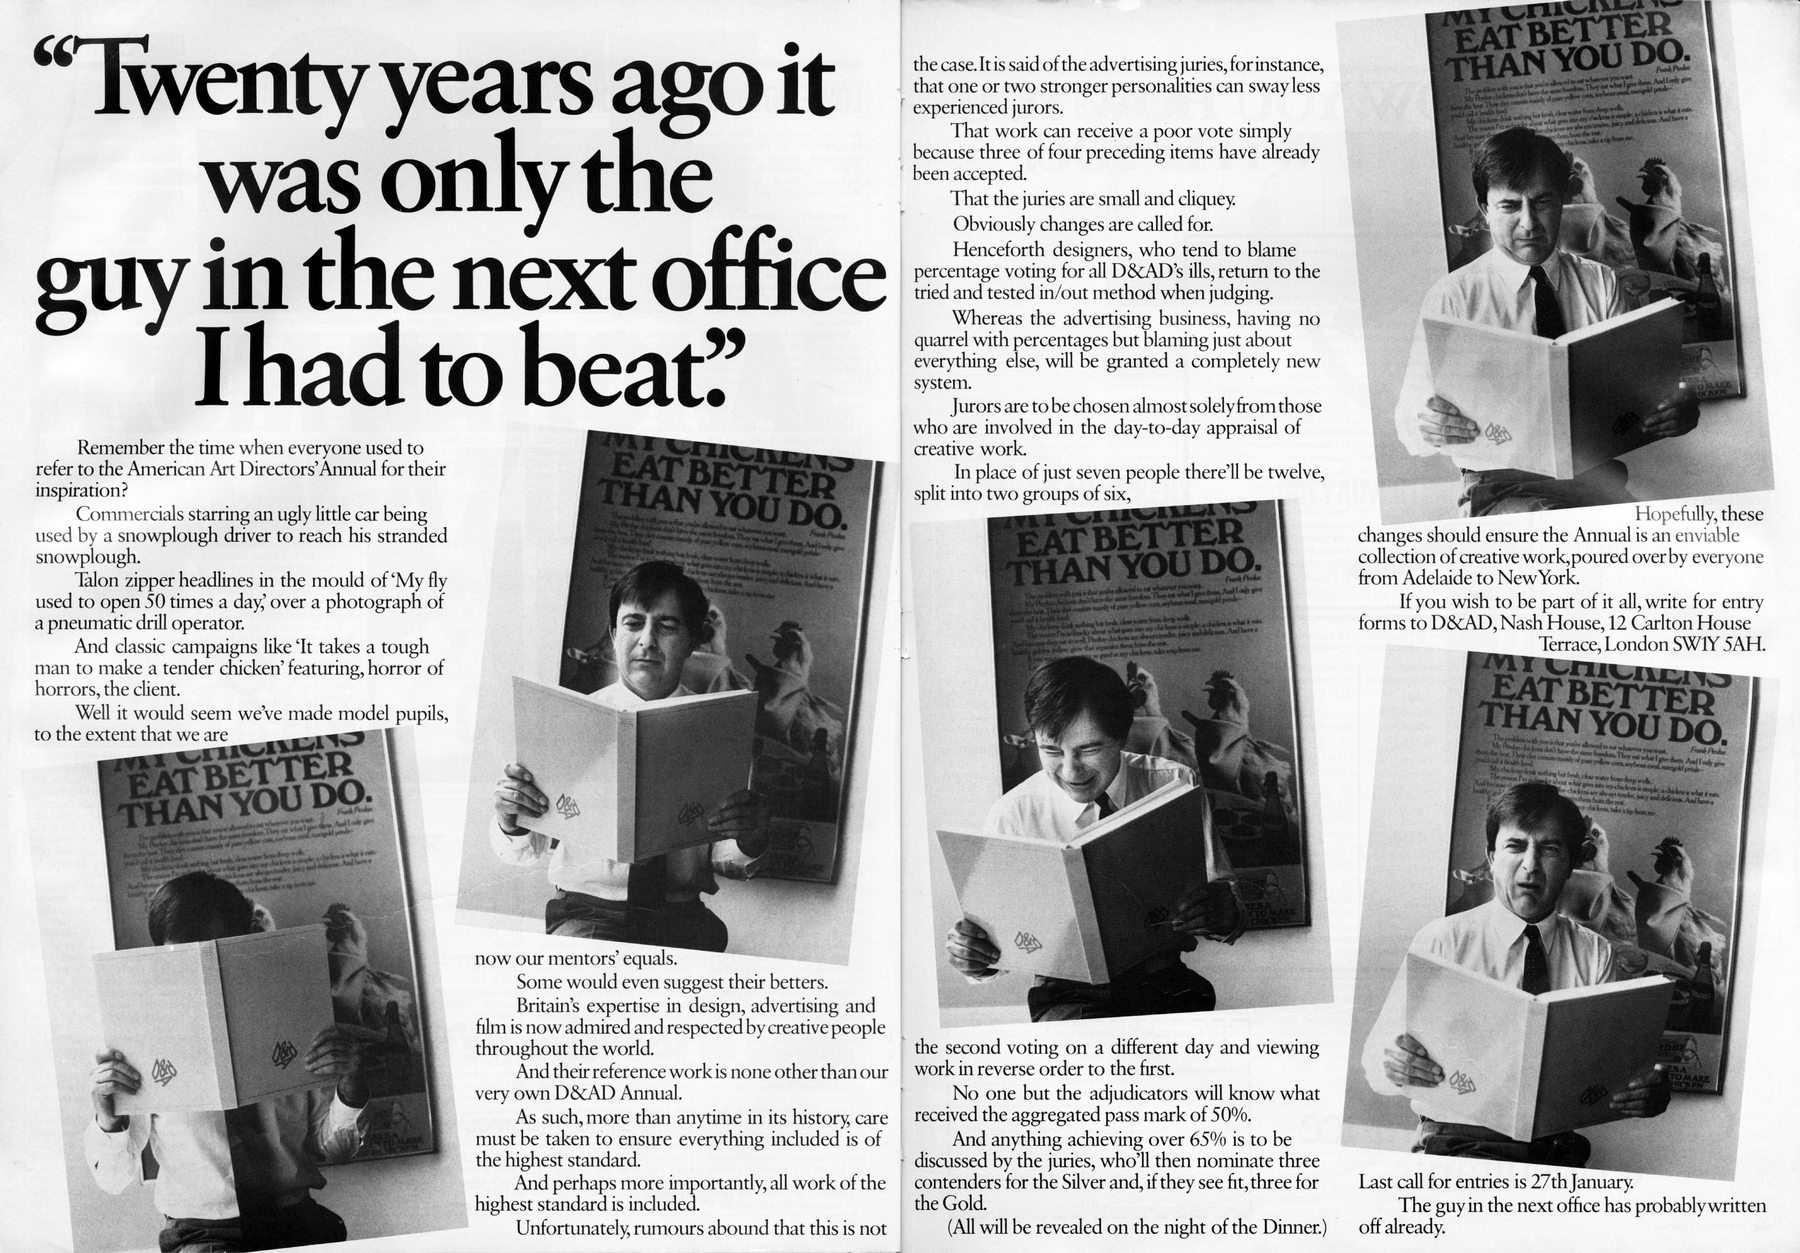 “Twenty years ago it
was only the
guy in the next office
I had to beat.”
Remember the time when everyone used to
refer to the American Art Directors’ Annual for their
inspiration?
Commercials starring an ugly little car being
used by a snowplough driver to reach his stranded
snowplough.
Talon zipper headlines in the mould of ‘My fly
used to open 50 times a day,’ over a photograph of
a pneumatic drill operator.
And classic campaigns like ‘It takes a tough
man to make a tender chicken’ featuring, horror of
horrors, the client.
Well it would seem we’ve made model pupils,
to the extent that we are
MY CHICKENS
EAT BETTER
THAN YOU DO.
D&AD
D&AD
MY CHICKENS
EAT BETTER
THAN YOU DO.
Frank Perdue
D&AD
D&AD
now our mentors’ equals.
Some would even suggest their betters.
Britain’s expertise in design, advertising and
film is now admired and respected by creative people
throughout the world.
And their reference work is none other than our
very own D&AD Annual.
As such, more than anytime in its history, care
must be taken to ensure everything included is of
the highest standard.
And perhaps more importantly, all work of the
highest standard is included.
Unfortunately, rumours abound that this is not
the case. It is said of the advertising juries, for instance,
that one or two stronger personalities can sway less
experienced jurors.
That work can receive a poor vote simply
because three of four preceding items have already
been accepted.
That the juries are small and cliquey.
Obviously changes are called for.
Henceforth designers, who tend to blame
percentage voting for all D&AD’s ills, return to the
tried and tested in/out method when judging.
Whereas the advertising business, having no
quarrel with percentages but blaming just about
everything else, will be granted a completely new
system.
Jurors are to be chosen almost solely from those
who are involved in the day-to-day appraisal of
creative work.
In place of just seven people there’ll be twelve,
split into two groups of six,
MY CHICKENS
EAT BETTER
THAN YOU DO.
Frank Perdue
D&AD
D&AD
the second voting on a different day and viewing
work in reverse order to the first.
No one but the adjudicators will know what
received the aggregated pass mark of 50%.
And anything achieving over 65% is to be
discussed by the juries, who’ll then nominate three
contenders for the Silver and, if they see fit, three for
the Gold.
(All will be revealed on the night of the Dinner.)
MY CHICKENS
EAT BETTER
THAN YOU DO.
Frank Perdue
D&AD
D&AD
Hopefully, these
changes should ensure the Annual is an enviable
collection of creative work, poured over by everyone
from Adelaide to New York.
If you wish to be part of it all, write for entry
forms to D&AD, Nash House, 12 Carlton House
Terrace, London SW1Y 5AH.
MY CHICKENS
EAT BETTER
THAN YOU DO.
Frank Perdue
D&AD
D&AD
Last call for entries is 27th January.
The guy in the next office has probably written
off already.